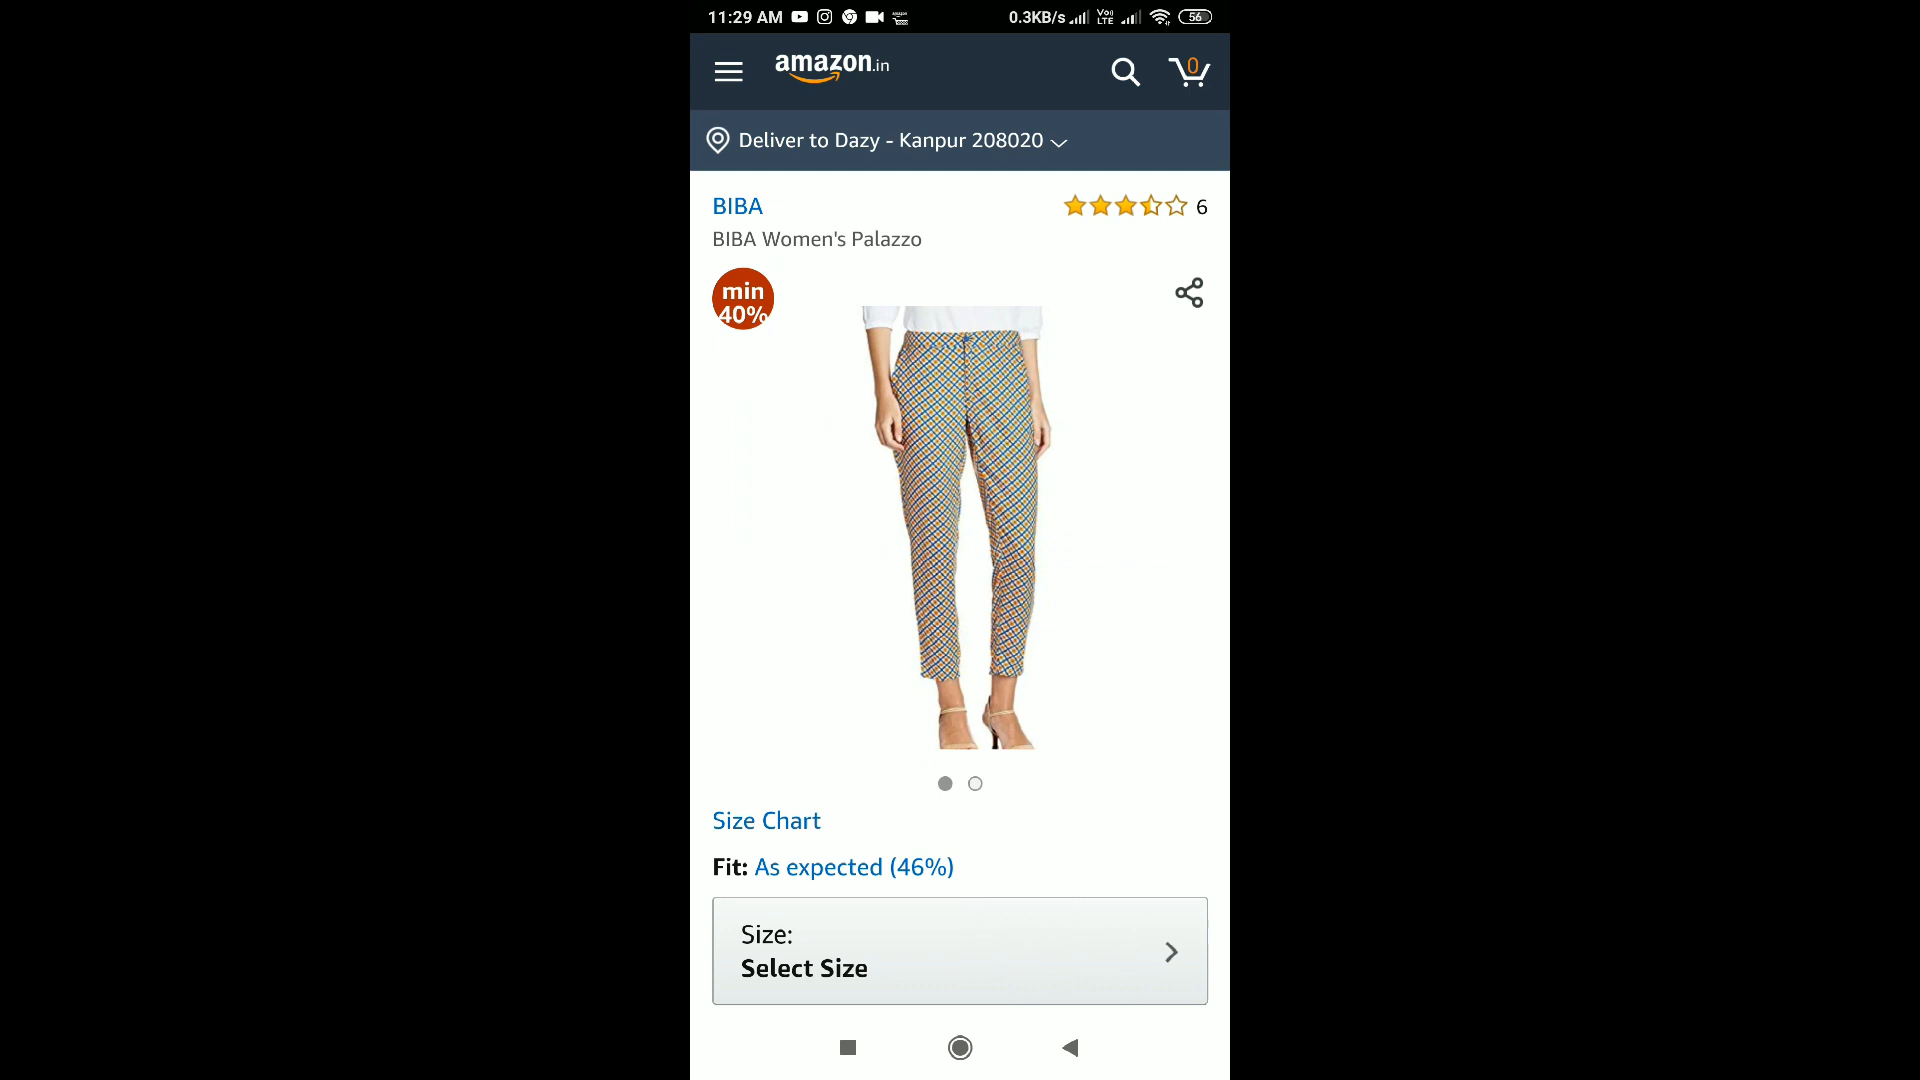 11:29 AM 0.3KB/s Vo LTE 56
amazon.in 0
Deliver to Dazy - Kanpur 208020
BIBA 6
BIBA Women's Palazzo
min
40%
Size Chart
Fit: As expected (46%)
Size:
Select Size